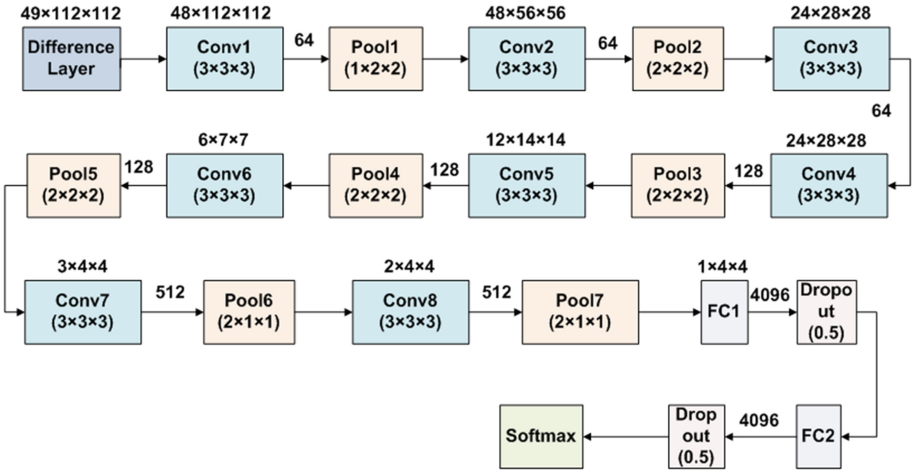 49×112×112
48×112×112
48×56×56
24×28×28
Difference
Layer
Conv1
(3×3×3)
64
Pool1
(1×2×2)
Conv2
(3×3×3)
64
Pool2
(2×2×2)
Conv3
(3×3×3)
64
6×7×7
12×14×14
24×28×28
Pool5
(2×2×2)
128
Conv6
(3×3×3)
Pool4
(2×2×2)
128
Conv5
(3×3×3)
Pool3
(2×2×2)
128
Conv4
(3×3×3)
3×4×4
2×4×4
1×4×4
Conv7
(3×3×3)
512
Pool6
(2×1×1)
Conv8
(3×3×3)
512
Pool7
(2×1×1)
FC1
4096
Dropo
ut
(0.5)
Softmax
Drop
out
(0.5)
4096
FC2